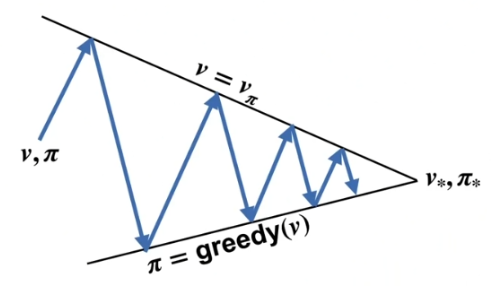 v = vπ
v, π
v*, π*
π = greedy(v)